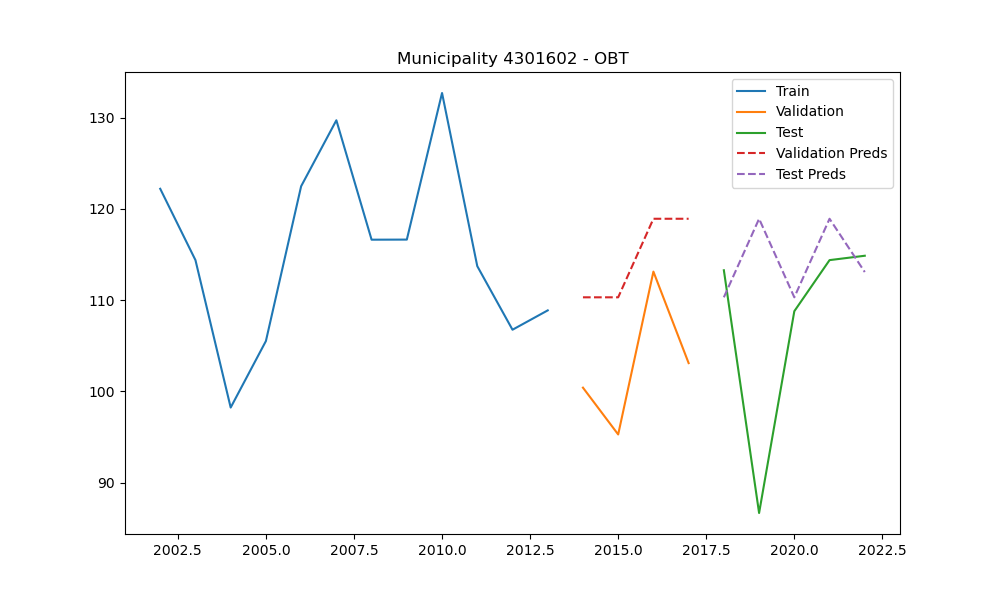 Municipality 4301602 - OBT
Train
Validation
Test
Validation Preds
Test Preds
130
120
110
100
90
2002.5 2005.0 2007.5 2010.0 2012.5 2015.0 2017.5 2020.0 2022.5